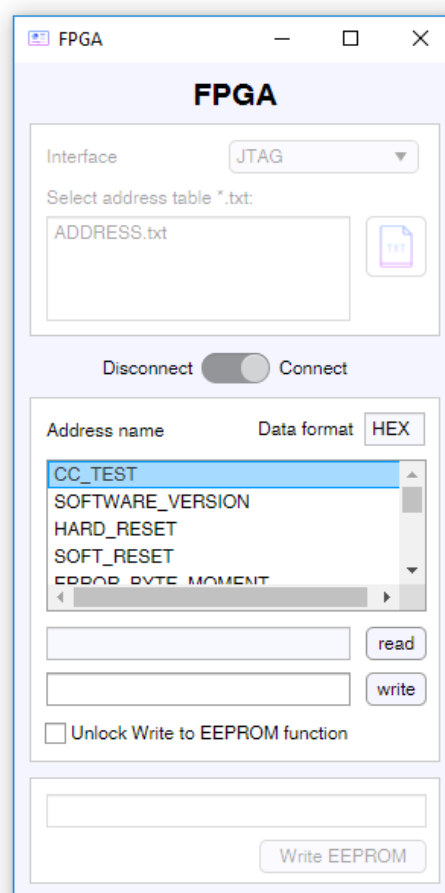 FPGA
FPGA
Interface JTAG
Select address table *.txt:
ADDRESS.txt
TXT
Disconnect Connect
Address name Data format HEX
CC_TEST
SOFTWARE_VERSION
HARD_RESET
SOFT_RESET
ERROR_BYTE_MOMENT
read
write
Unlock Write to EEPROM function
Write EEPROM